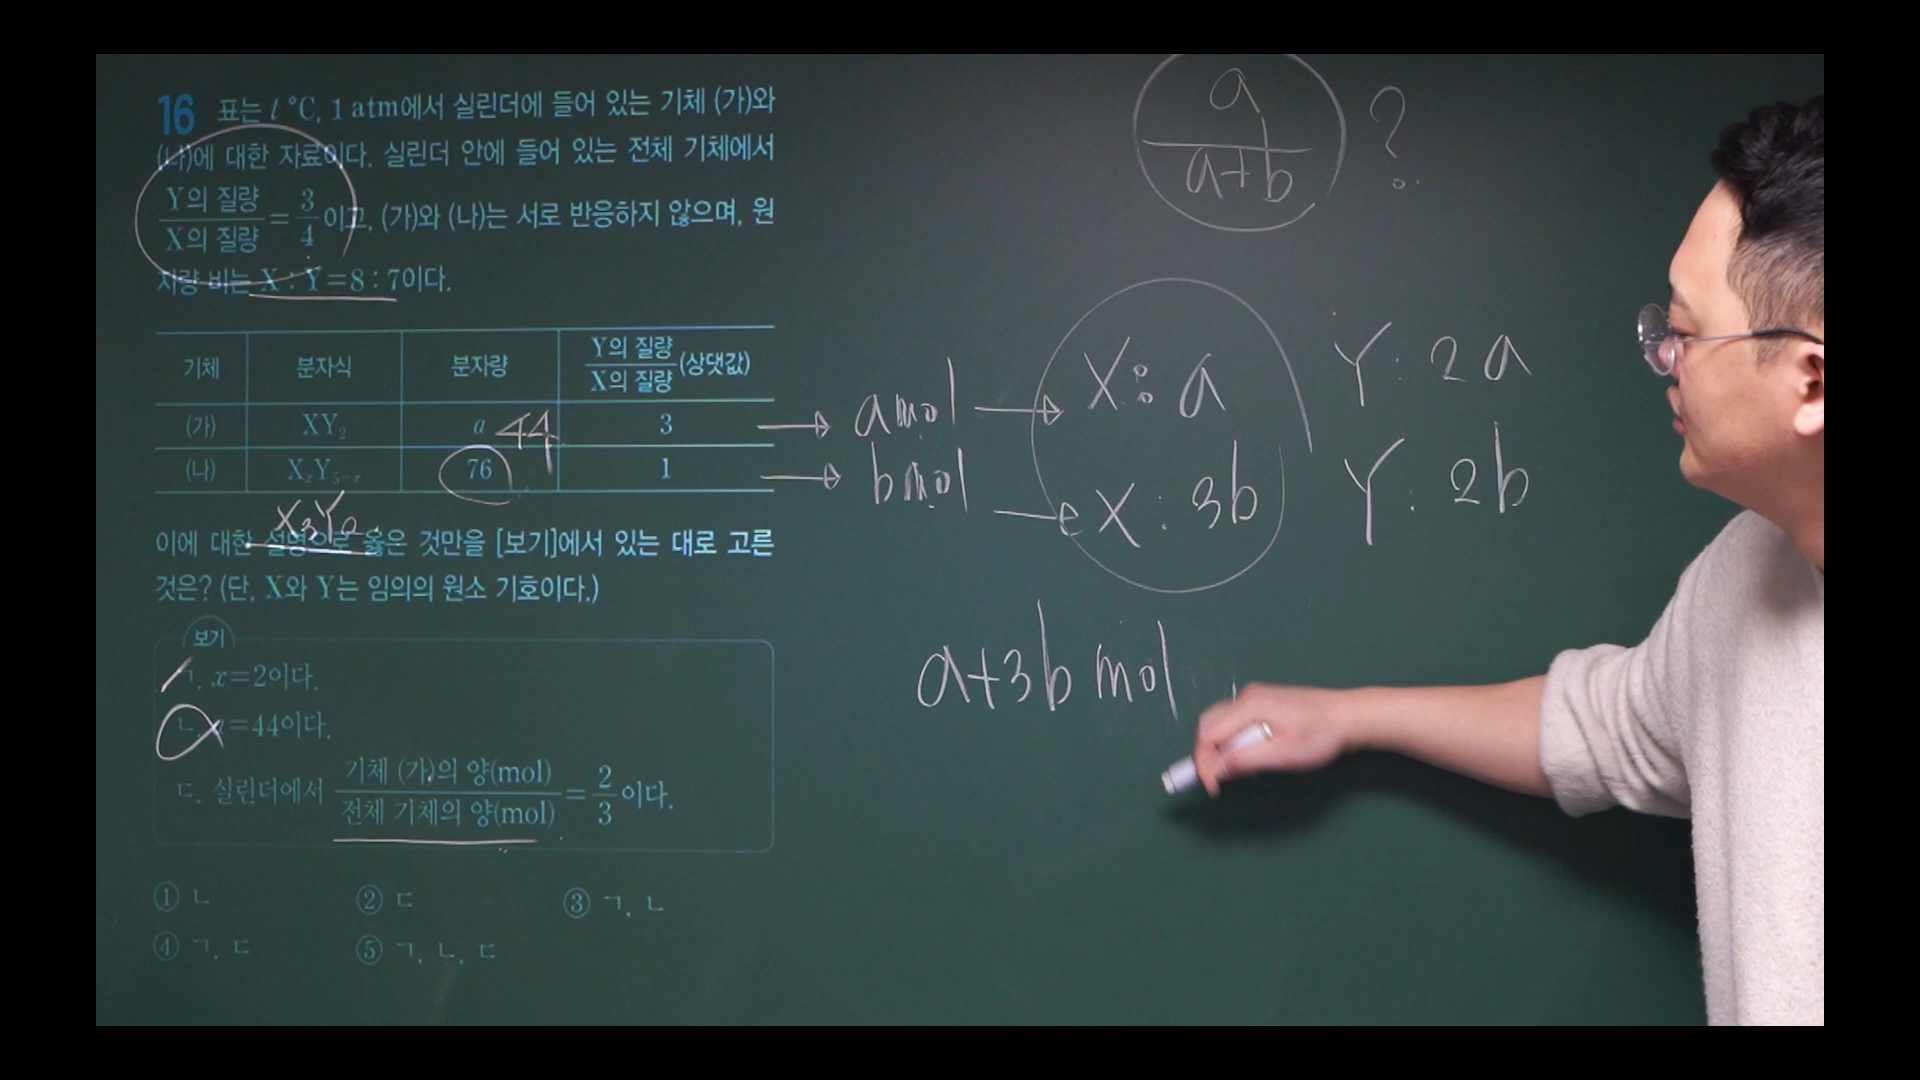 16 표는 t ℃, 1 atm에서 실린더에 들어 있는 기체 (가)와
(나)에 대한 자료이다. 실린더 안에 들어 있는 전체 기체에서
Y의 질량/X의 질량 = 3/4 이고, (가)와 (나)는 서로 반응하지 않으며, 원
자량 비는 X : Y=8 : 7이다.
기체 분자식 분자량 Y의 질량/X의 질량 (상댓값)
(가) XY₂ a 44 3
(나) XₓY₅₋ₓ 76 1
X₃Y₂
이에 대한 설명으로 옳은 것만을 [보기]에서 있는 대로 고른
것은? (단, X와 Y는 임의의 원소 기호이다.)
보기
ㄱ. x=2이다.
ㄴ. =44이다.
ㄷ. 실린더에서 기체 (가)의 양(mol)/전체 기체의 양(mol) = 2/3 이다.
① ㄴ ② ㄷ ③ ㄱ, ㄴ
④ ㄱ, ㄷ ⑤ ㄱ, ㄴ, ㄷ
a/a+b ?
a mol X : a Y : 2a
b mol X : 3b Y : 2b
a+3b mol